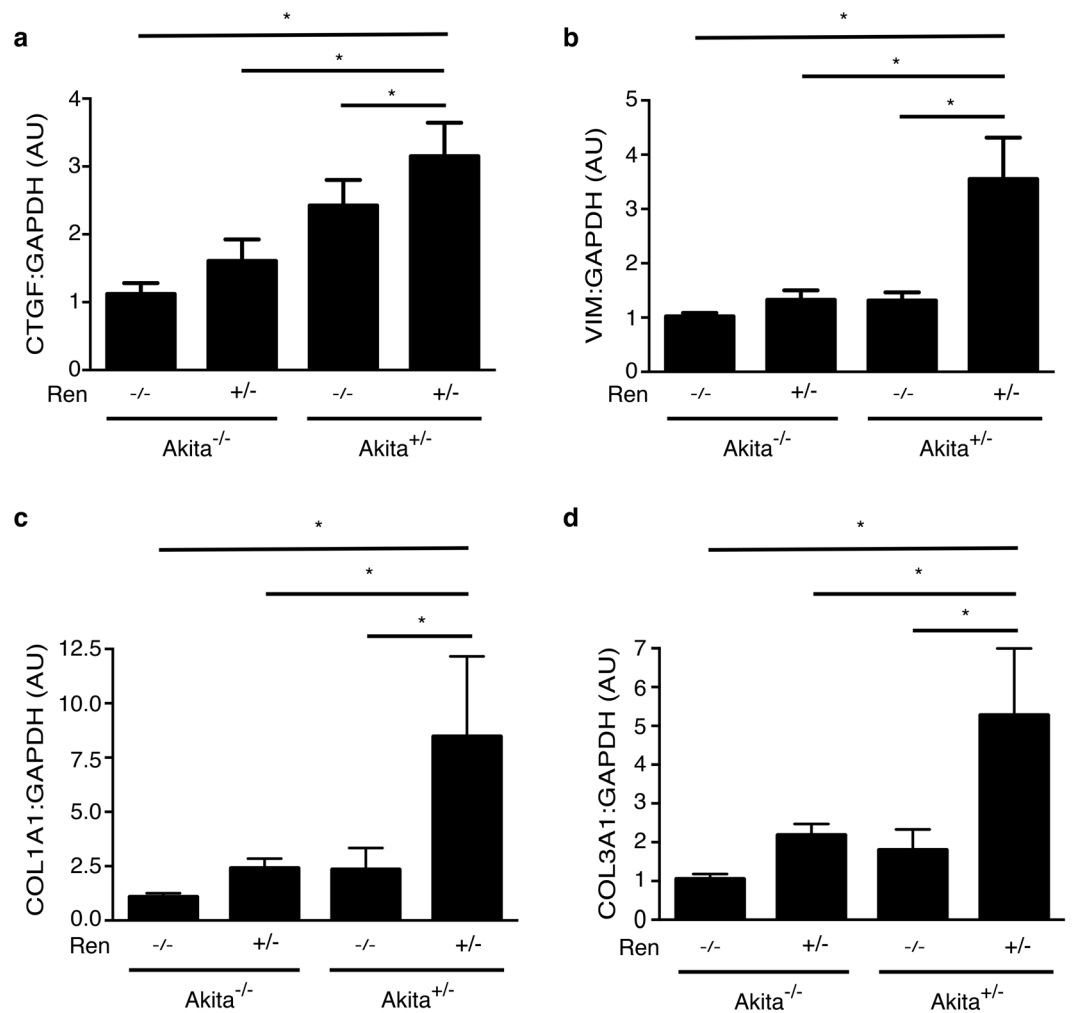 a
*
*
*
CTGF:GAPDH (AU)
4
3
2
1
0
Ren -/- +/- -/- +/-
Akita-/- Akita+/-
b
*
*
*
VIM:GAPDH (AU)
5
4
3
2
1
0
-/- +/- -/- +/-
Akita-/- Akita+/-
c
*
*
*
COL1A1:GAPDH (AU)
12.5
10.0
7.5
5.0
2.5
0.0
Ren -/- +/- -/- +/-
Akita-/- Akita+/-
d
*
*
*
COL3A1:GAPDH (AU)
7
6
5
4
3
2
1
0
Ren -/- +/- -/- +/-
Akita-/- Akita+/-